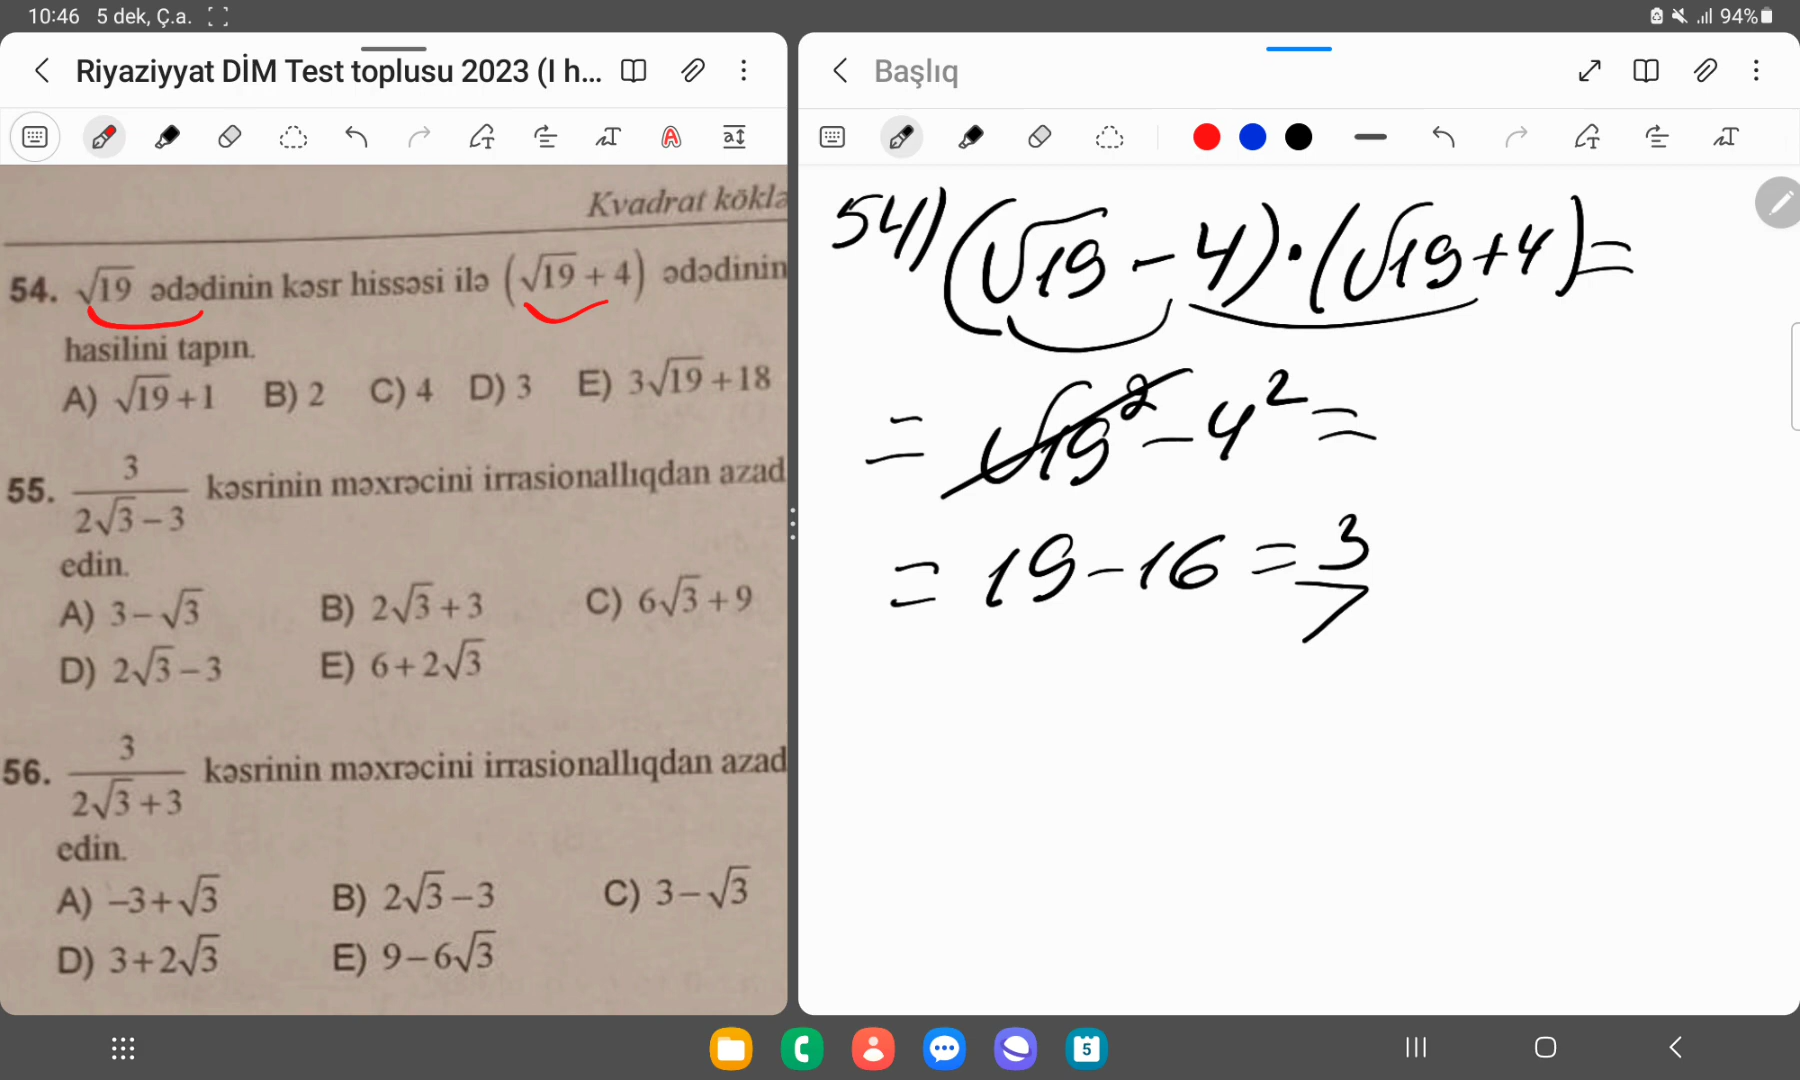 10:46 5 dek, Ç.a. 94%
Riyaziyyat DİM Test toplusu 2023 (I h...
Kvadrat köklə
54. √19 ədədinin kəsr hissəsi ilə (√19 + 4) ədədinin
hasilini tapın.
A) √19 + 1 B) 2 C) 4 D) 3 E) 3√19 + 18
55. 3/(2√3 − 3) kəsrinin məxrəcini irrasionallıqdan azad
edin.
A) 3 − √3 B) 2√3 + 3 C) 6√3 + 9
D) 2√3 − 3 E) 6 + 2√3
56. 3/(2√3 + 3) kəsrinin məxrəcini irrasionallıqdan azad
edin.
A) −3 + √3 B) 2√3 − 3 C) 3 − √3
D) 3 + 2√3 E) 9 − 6√3
Başlıq
54) (√19 − 4) · (√19 + 4) =
= √19² − 4² =
= 19 − 16 = 3
5